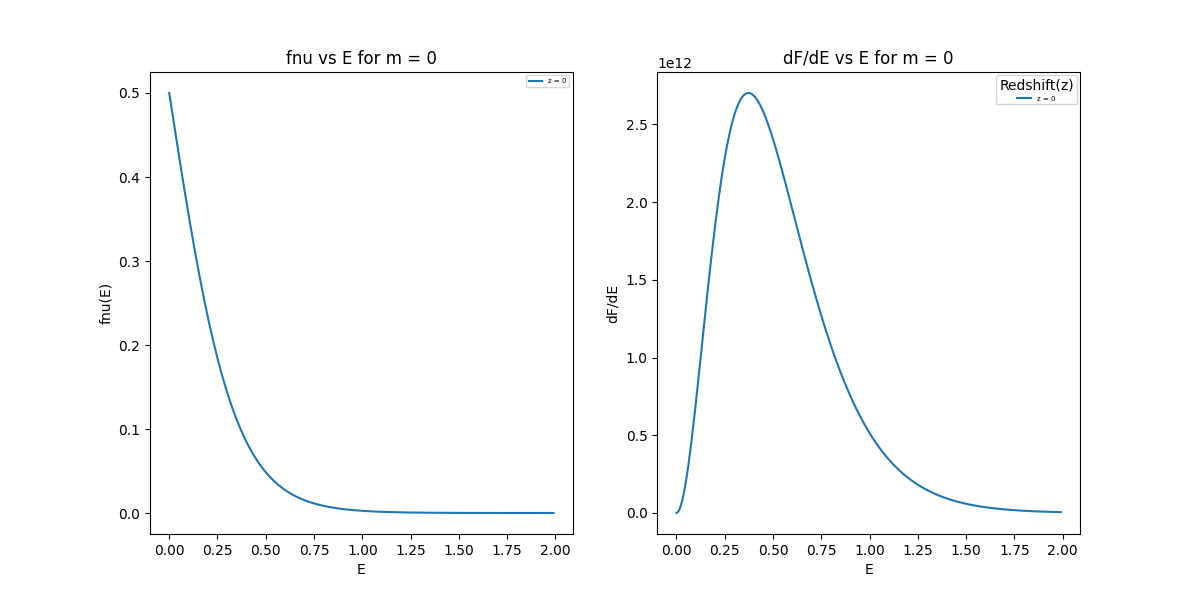 fnu vs E for m = 0
z = 0
fnu(E)
0.5
0.4
0.3
0.2
0.1
0.0
0.00 0.25 0.50 0.75 1.00 1.25 1.50 1.75 2.00
E
dF/dE vs E for m = 0
1e12
Redshift(z)
z = 0
dF/dE
2.5
2.0
1.5
1.0
0.5
0.0
0.00 0.25 0.50 0.75 1.00 1.25 1.50 1.75 2.00
E